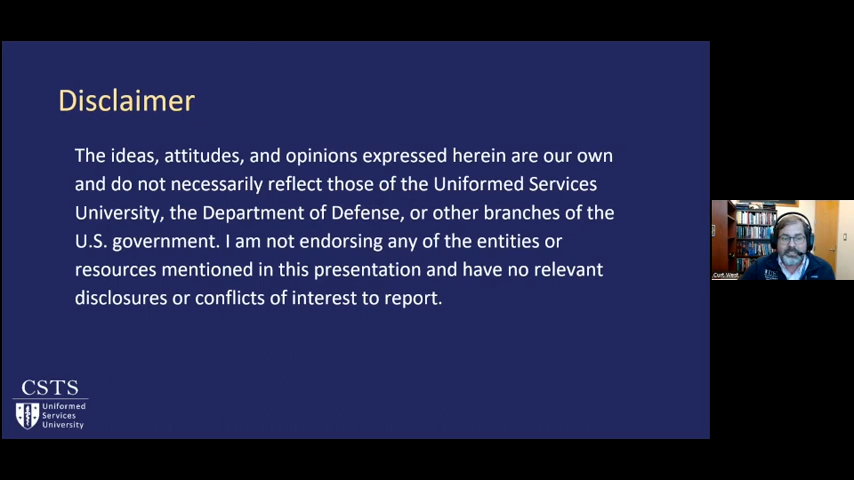 Disclaimer
The ideas, attitudes, and opinions expressed herein are our own
and do not necessarily reflect those of the Uniformed Services
University, the Department of Defense, or other branches of the
U.S. government. I am not endorsing any of the entities or
resources mentioned in this presentation and have no relevant
disclosures or conflicts of interest to report.
CSTS
Uniformed
Services
University
Curt West